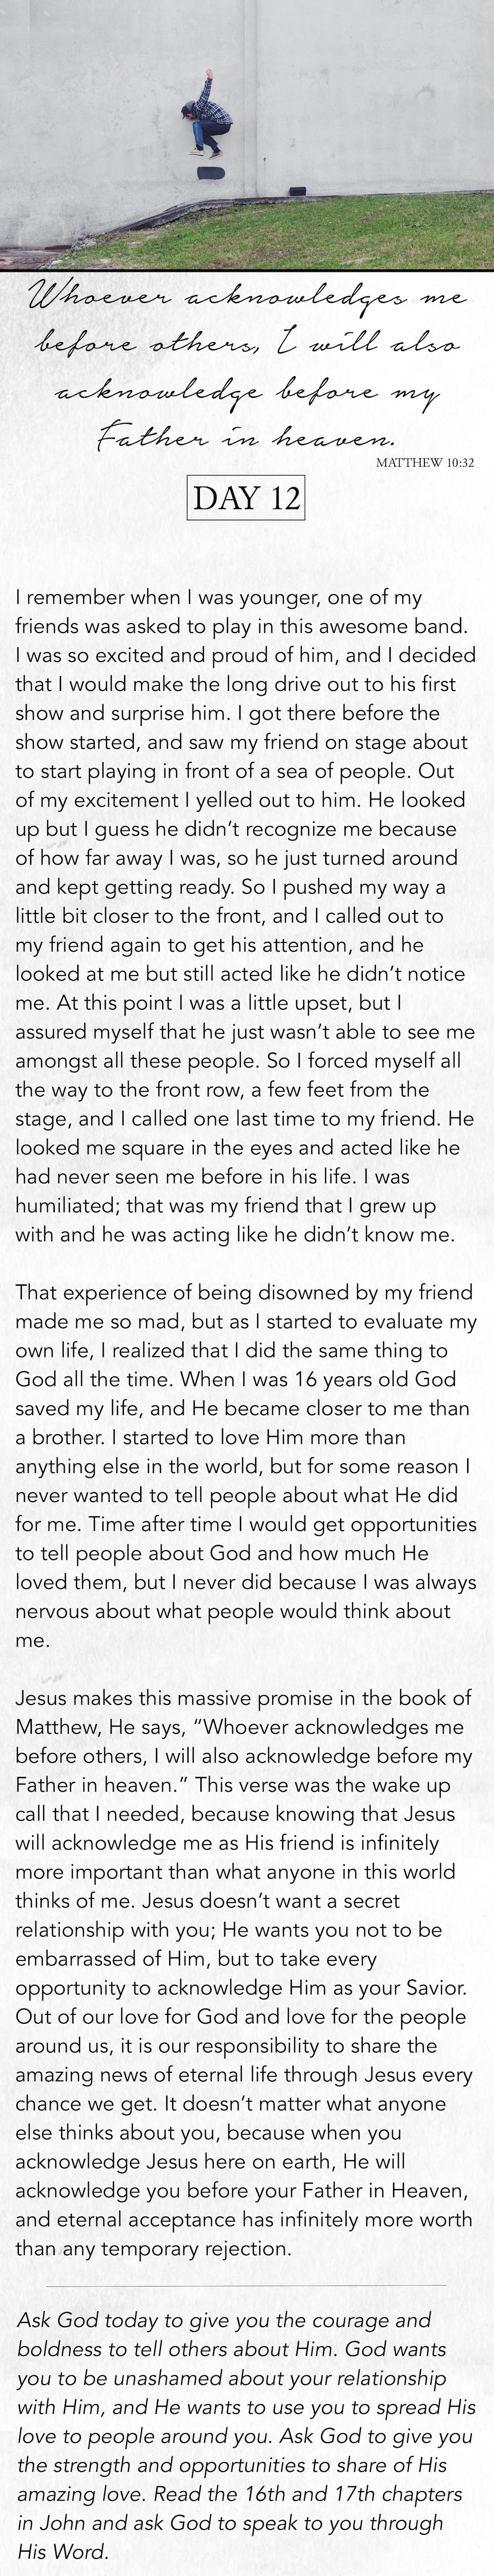 Whoever acknowledges me
before others, I will also
acknowledge before my
Father in heaven.
MATTHEW 10:32
DAY 12
I remember when I was younger, one of my
friends was asked to play in this awesome band.
I was so excited and proud of him, and I decided
that I would make the long drive out to his first
show and surprise him. I got there before the
show started, and saw my friend on stage about
to start playing in front of a sea of people. Out
of my excitement I yelled out to him. He looked
up but I guess he didn’t recognize me because
of how far away I was, so he just turned around
and kept getting ready. So I pushed my way a
little bit closer to the front, and I called out to
my friend again to get his attention, and he
looked at me but still acted like he didn’t notice
me. At this point I was a little upset, but I
assured myself that he just wasn’t able to see me
amongst all these people. So I forced myself all
the way to the front row, a few feet from the
stage, and I called one last time to my friend. He
looked me square in the eyes and acted like he
had never seen me before in his life. I was
humiliated; that was my friend that I grew up
with and he was acting like he didn’t know me.
That experience of being disowned by my friend
made me so mad, but as I started to evaluate my
own life, I realized that I did the same thing to
God all the time. When I was 16 years old God
saved my life, and He became closer to me than
a brother. I started to love Him more than
anything else in the world, but for some reason I
never wanted to tell people about what He did
for me. Time after time I would get opportunities
to tell people about God and how much He
loved them, but I never did because I was always
nervous about what people would think about
me.
Jesus makes this massive promise in the book of
Matthew, He says, “Whoever acknowledges me
before others, I will also acknowledge before my
Father in heaven.” This verse was the wake up
call that I needed, because knowing that Jesus
will acknowledge me as His friend is infinitely
more important than what anyone in this world
thinks of me. Jesus doesn’t want a secret
relationship with you; He wants you not to be
embarrassed of Him, but to take every
opportunity to acknowledge Him as your Savior.
Out of our love for God and love for the people
around us, it is our responsibility to share the
amazing news of eternal life through Jesus every
chance we get. It doesn’t matter what anyone
else thinks about you, because when you
acknowledge Jesus here on earth, He will
acknowledge you before your Father in Heaven,
and eternal acceptance has infinitely more worth
than any temporary rejection.
Ask God today to give you the courage and
boldness to tell others about Him. God wants
you to be unashamed about your relationship
with Him, and He wants to use you to spread His
love to people around you. Ask God to give you
the strength and opportunities to share of His
amazing love. Read the 16th and 17th chapters
in John and ask God to speak to you through
His Word.